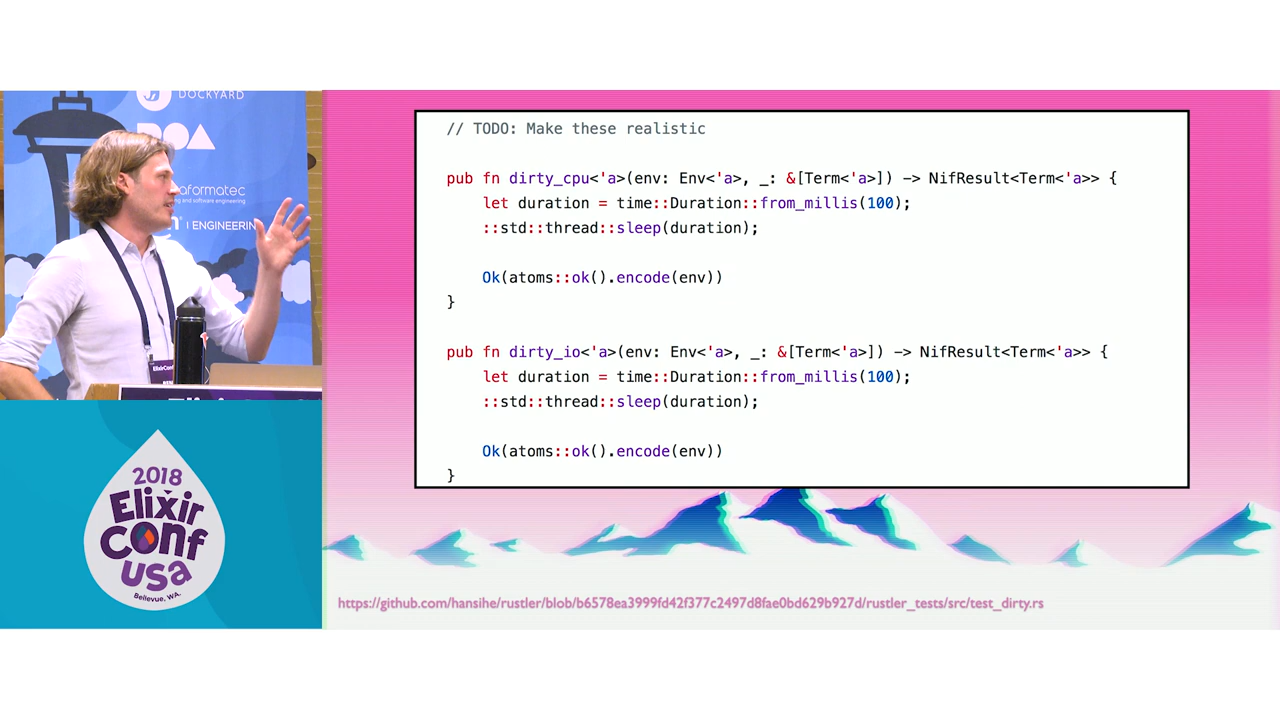 DOCKYARD
ENGINEERIN
ElixirConf
2018
Elixir
Conf
USA
Bellevue, WA.
// TODO: Make these realistic
pub fn dirty_cpu<'a>(env: Env<'a>, _: &[Term<'a>]) -> NifResult<Term<'a>> {
let duration = time::Duration::from_millis(100);
::std::thread::sleep(duration);
Ok(atoms::ok().encode(env))
}
pub fn dirty_io<'a>(env: Env<'a>, _: &[Term<'a>]) -> NifResult<Term<'a>> {
let duration = time::Duration::from_millis(100);
::std::thread::sleep(duration);
Ok(atoms::ok().encode(env))
}
https://github.com/hansihe/rustler/blob/b6578ea3999fd42f377c2497d8fae0bd629b927d/rustler_tests/src/test_dirty.rs